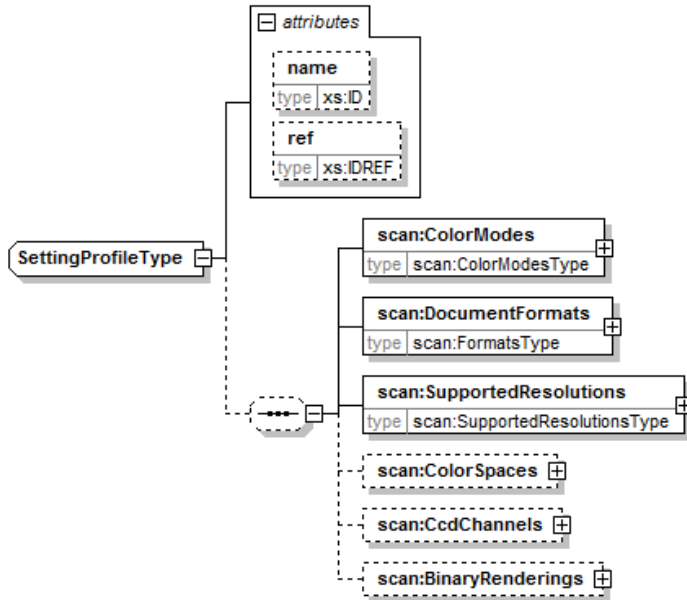 attributes
name
type xs:ID
ref
type xs:IDREF
SettingProfileType
scan:ColorModes
type scan:ColorModesType
scan:DocumentFormats
type scan:FormatsType
scan:SupportedResolutions
type scan:SupportedResolutionsType
scan:ColorSpaces
scan:CcdChannels
scan:BinaryRenderings